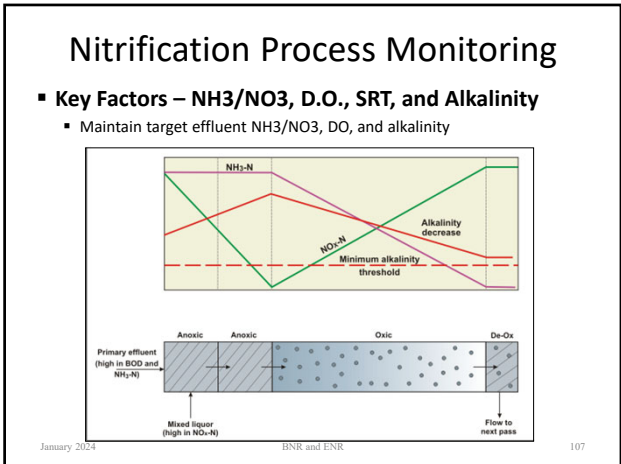 Nitrification Process Monitoring
▪ Key Factors – NH3/NO3, D.O., SRT, and Alkalinity
▪ Maintain target effluent NH3/NO3, DO, and alkalinity
NH₃-N
Alkalinity
decrease
NOₓ-N
Minimum alkalinity
threshold
Anoxic
Anoxic
Oxic
De-Ox
Primary effluent
(high in BOD and
NH₃-N)
Mixed liquor
(high in NOₓ-N)
Flow to
next pass
January 2024
BNR and ENR
107